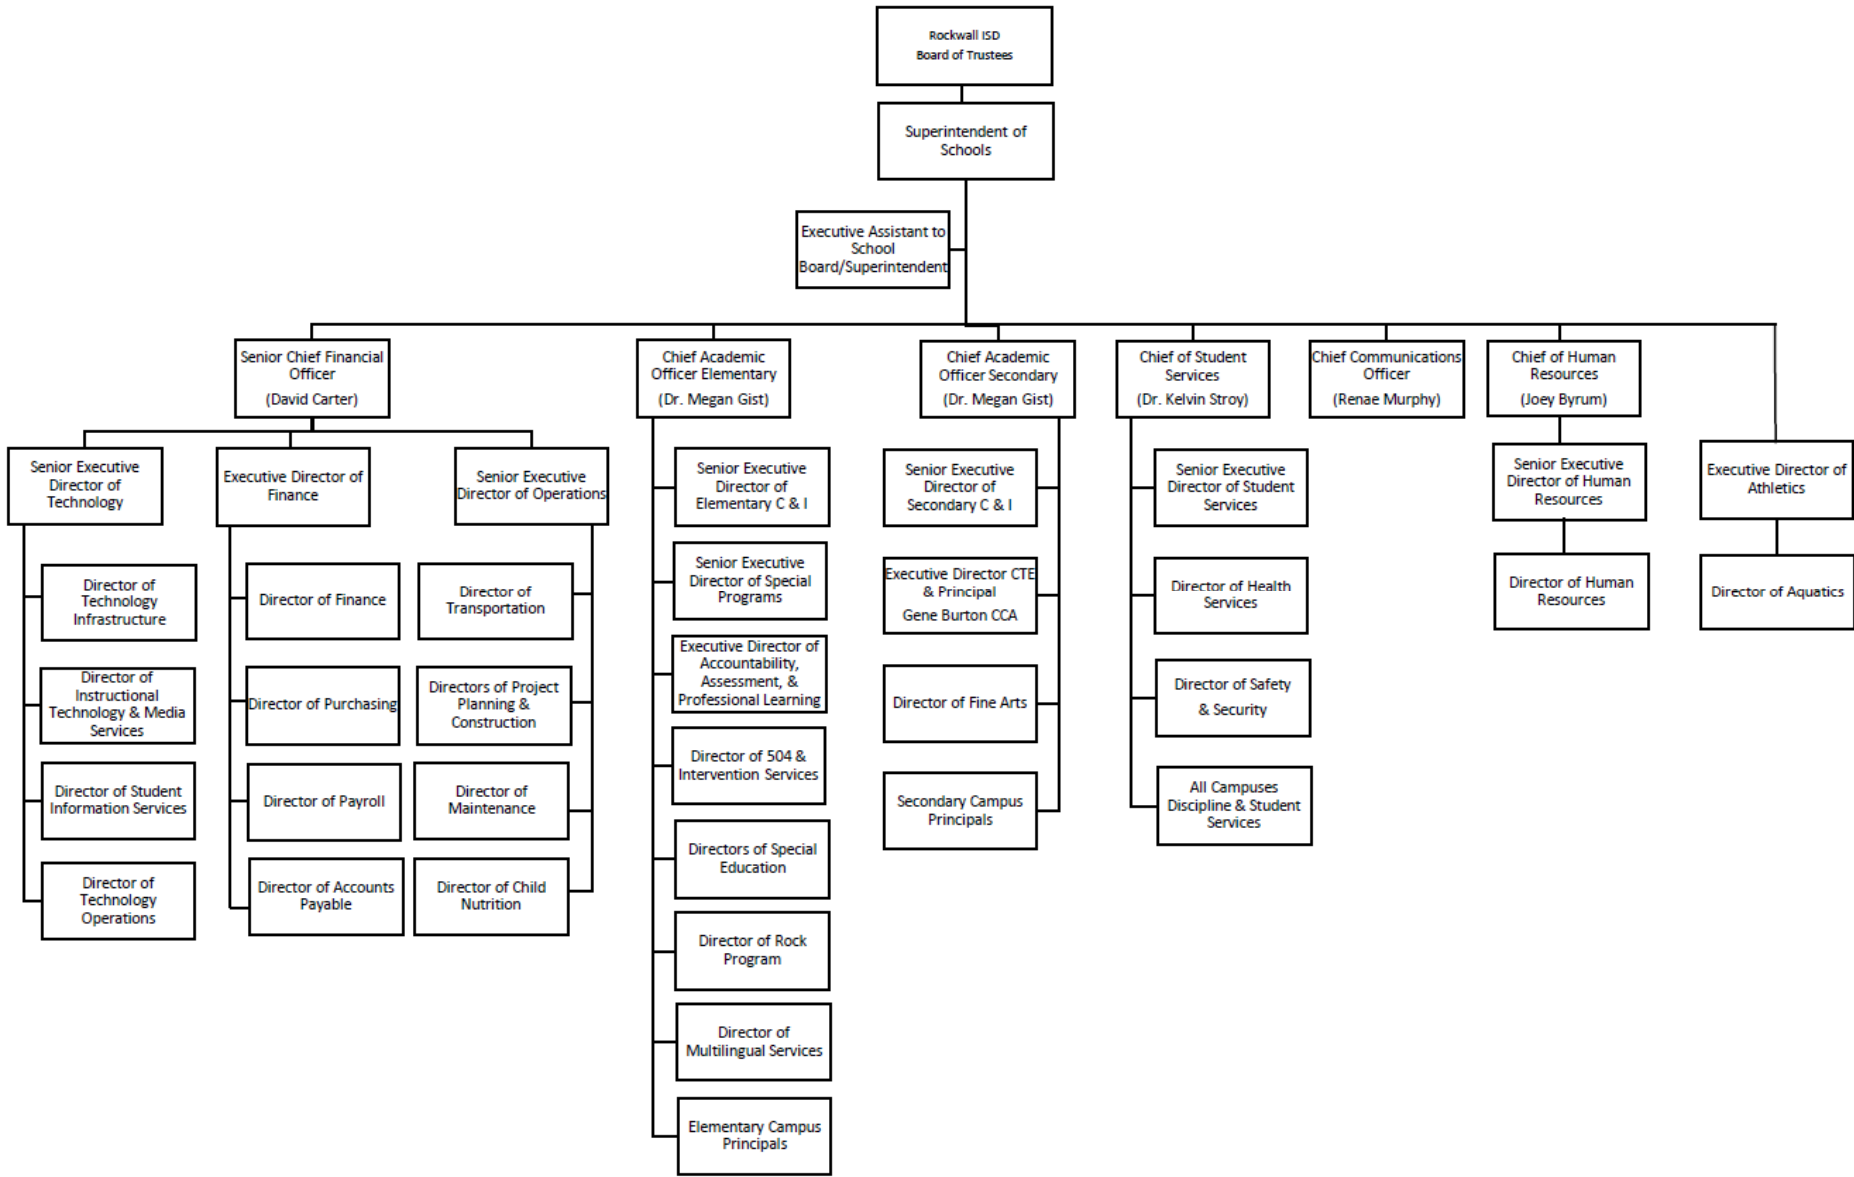 Rockwall ISD
Board of Trustees
Superintendent of
Schools
Executive Assistant to
School
Board/Superintendent
Senior Chief Financial
Officer
(David Carter)
Chief Academic
Officer Elementary
(Dr. Megan Gist)
Chief Academic
Officer Secondary
(Dr. Megan Gist)
Chief of Student
Services
(Dr. Kelvin Stroy)
Chief Communications
Officer
(Renae Murphy)
Chief of Human
Resources
(Joey Byrum)
Senior Executive
Director of
Technology
Executive Director of
Finance
Senior Executive
Director of Operations
Senior Executive
Director of
Elementary C & I
Senior Executive
Director of
Secondary C & I
Senior Executive
Director of Student
Services
Senior Executive
Director of Human
Resources
Executive Director of
Athletics
Director of
Technology
Infrastructure
Director of Finance
Director of
Transportation
Senior Executive
Director of Special
Programs
Executive Director CTE
& Principal
Gene Burton CCA
Director of Health
Services
Director of Human
Resources
Director of Aquatics
Director of
Instructional
Technology & Media
Services
Director of Purchasing
Directors of Project
Planning &
Construction
Executive Director of
Accountability,
Assessment, &
Professional Learning
Director of Fine Arts
Director of Safety
& Security
Director of Student
Information Services
Director of Payroll
Director of
Maintenance
Director of 504 &
Intervention Services
Secondary Campus
Principals
All Campuses
Discipline & Student
Services
Director of
Technology
Operations
Director of Accounts
Payable
Director of Child
Nutrition
Directors of Special
Education
Director of Rock
Program
Director of
Multilingual Services
Elementary Campus
Principals